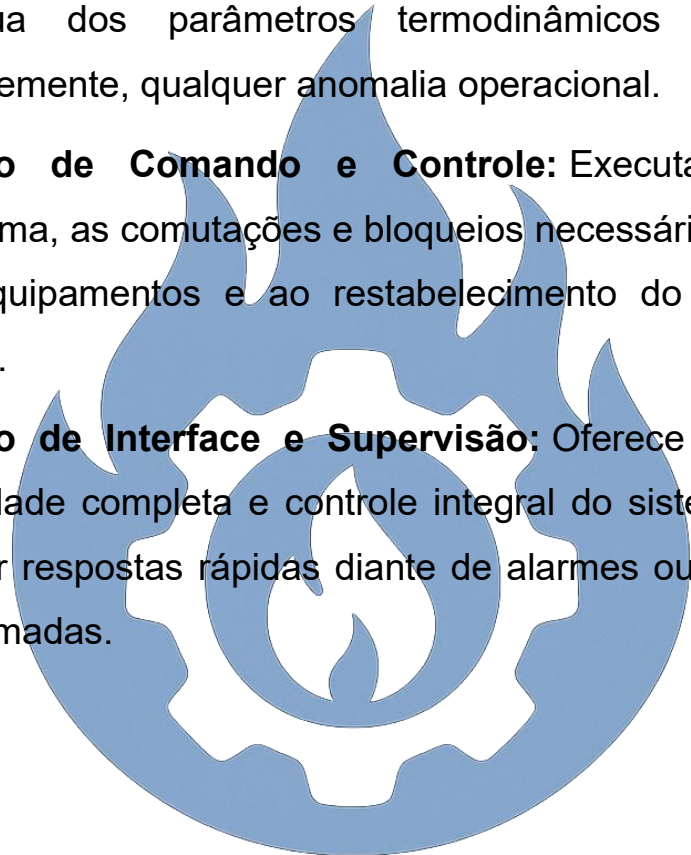 ua dos parâmetros termodinâmicos
emente, qualquer anomalia operacional.
o de Comando e Controle: Executa
ma, as comutações e bloqueios necessári
quipamentos e ao restabelecimento do
.
o de Interface e Supervisão: Oferece
dade completa e controle integral do siste
r respostas rápidas diante de alarmes ou
madas.